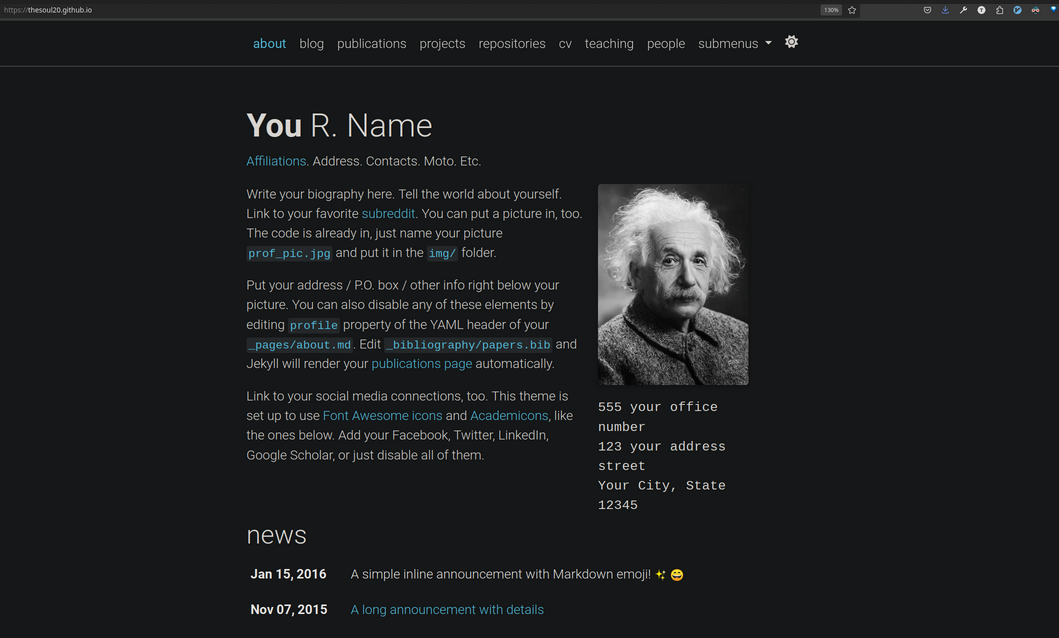 https://thesoul20.github.io
130%
about blog publications projects repositories cv teaching people submenus
You R. Name
Affiliations. Address. Contacts. Moto. Etc.
Write your biography here. Tell the world about yourself.
Link to your favorite subreddit. You can put a picture in, too.
The code is already in, just name your picture
prof_pic.jpg and put it in the img/ folder.
Put your address / P.O. box / other info right below your
picture. You can also disable any of these elements by
editing profile property of the YAML header of your
_pages/about.md. Edit _bibliography/papers.bib and
Jekyll will render your publications page automatically.
Link to your social media connections, too. This theme is
set up to use Font Awesome icons and Academicons, like
the ones below. Add your Facebook, Twitter, LinkedIn,
Google Scholar, or just disable all of them.
555 your office
number
123 your address
street
Your City, State
12345
news
Jan 15, 2016 A simple inline announcement with Markdown emoji! ✨ 😄
Nov 07, 2015 A long announcement with details